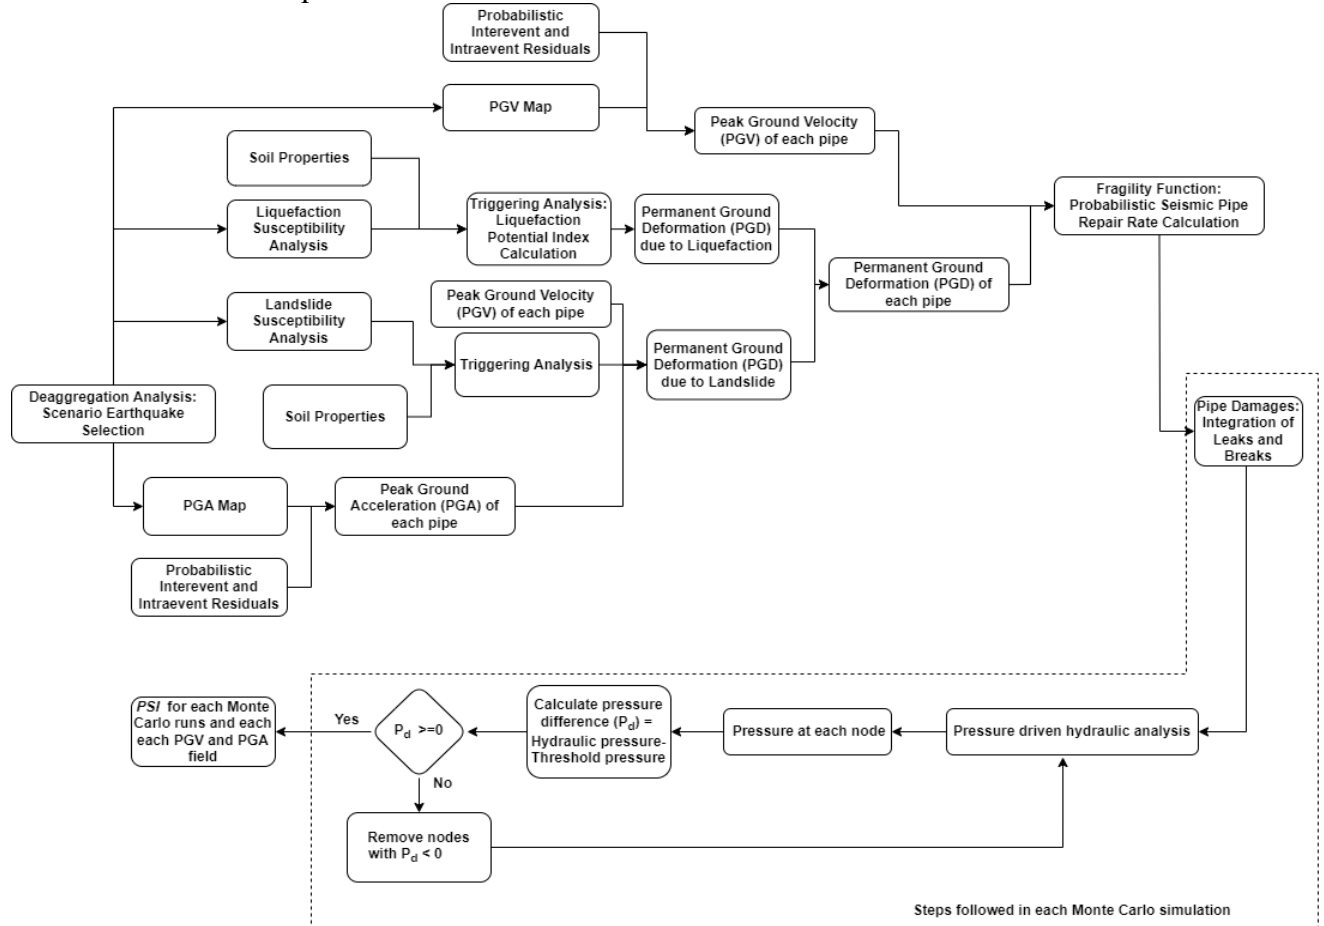 Probabilistic
Interevent and
Intraevent Residuals
PGV Map
Peak Ground Velocity
(PGV) of each pipe
Soil Properties
Liquefaction
Susceptibility
Analysis
Triggering Analysis:
Liquefaction
Potential Index
Calculation
Permanent Ground
Deformation (PGD)
due to Liquefaction
Fragility Function:
Probabilistic Seismic Pipe
Repair Rate Calculation
Permanent Ground
Deformation (PGD) of
each pipe
Peak Ground Velocity
(PGV) of each pipe
Landslide
Susceptibility
Analysis
Triggering Analysis
Permanent Ground
Deformation (PGD)
due to Landslide
Deaggregation Analysis:
Scenario Earthquake
Selection
Soil Properties
Pipe Damages:
Integration of
Leaks and
Breaks
PGA Map
Peak Ground
Acceleration (PGA) of
each pipe
Probabilistic
Interevent and
Intraevent Residuals
PSI for each Monte
Carlo runs and each
each PGV and PGA
field
Yes
Pd >=0
Calculate pressure
difference (Pd) =
Hydraulic pressure-
Threshold pressure
Pressure at each node
Pressure driven hydraulic analysis
No
Remove nodes
with Pd < 0
Steps followed in each Monte Carlo simulation